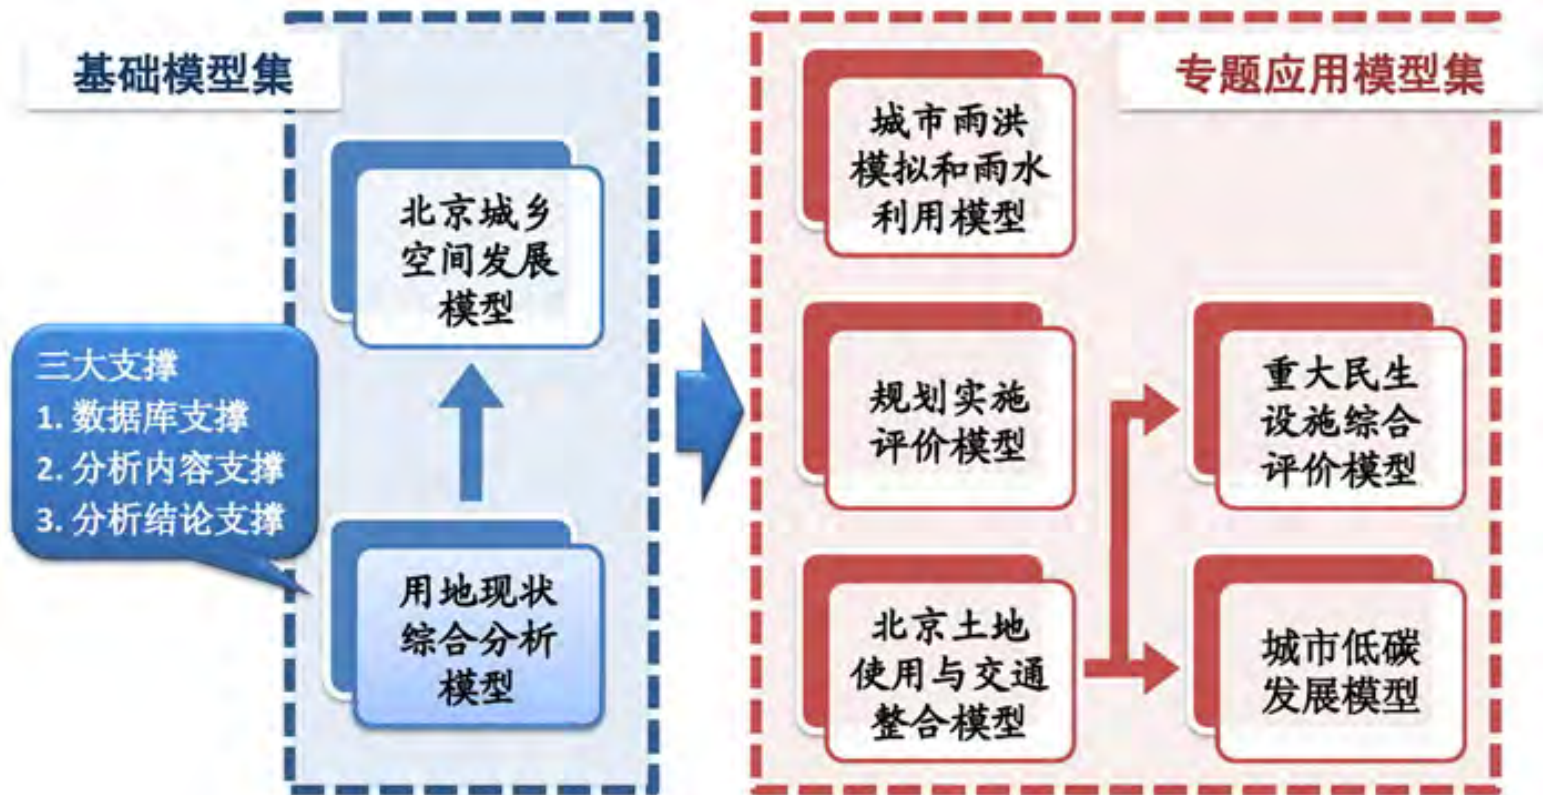 基础模型集
北京城乡
空间发展
模型
三大支撑
1. 数据库支撑
2. 分析内容支撑
3. 分析结论支撑
用地现状
综合分析
模型
专题应用模型集
城市雨洪
模拟和雨水
利用模型
规划实施
评价模型
重大民生
设施综合
评价模型
北京土地
使用与交通
整合模型
城市低碳
发展模型